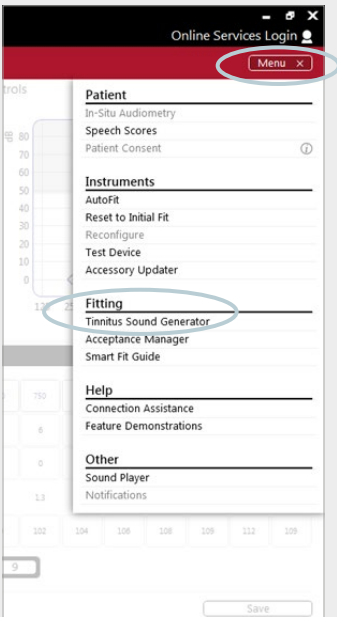 Online Services Login
Menu ×
trols
Patient
In-Situ Audiometry
Speech Scores
Patient Consent
Instruments
AutoFit
Reset to Initial Fit
Reconfigure
Test Device
Accessory Updater
Fitting
Tinnitus Sound Generator
Acceptance Manager
Smart Fit Guide
Help
Connection Assistance
Feature Demonstrations
Other
Sound Player
Notifications
dB
80
70
60
50
40
30
20
10
0
125
750
6
0
1.3
102 104 106 108 109 112 109
9
Save